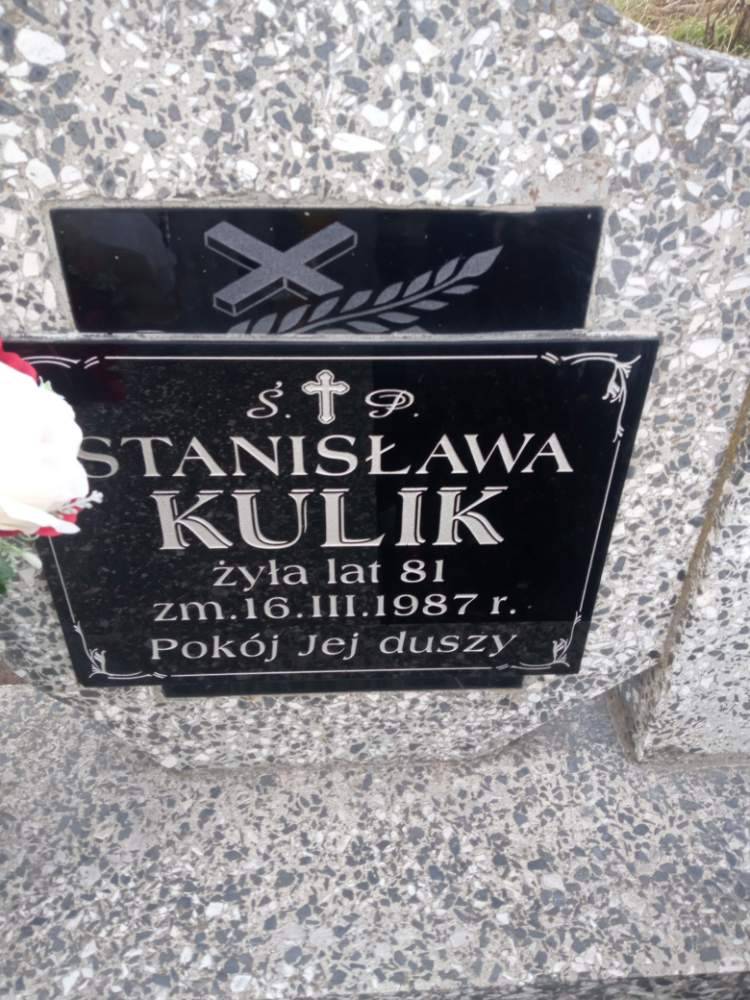 Ś. P.
STANISŁAWA
KULIK
żyła lat 81
zm.16.III.1987 r.
Pokój Jej duszy